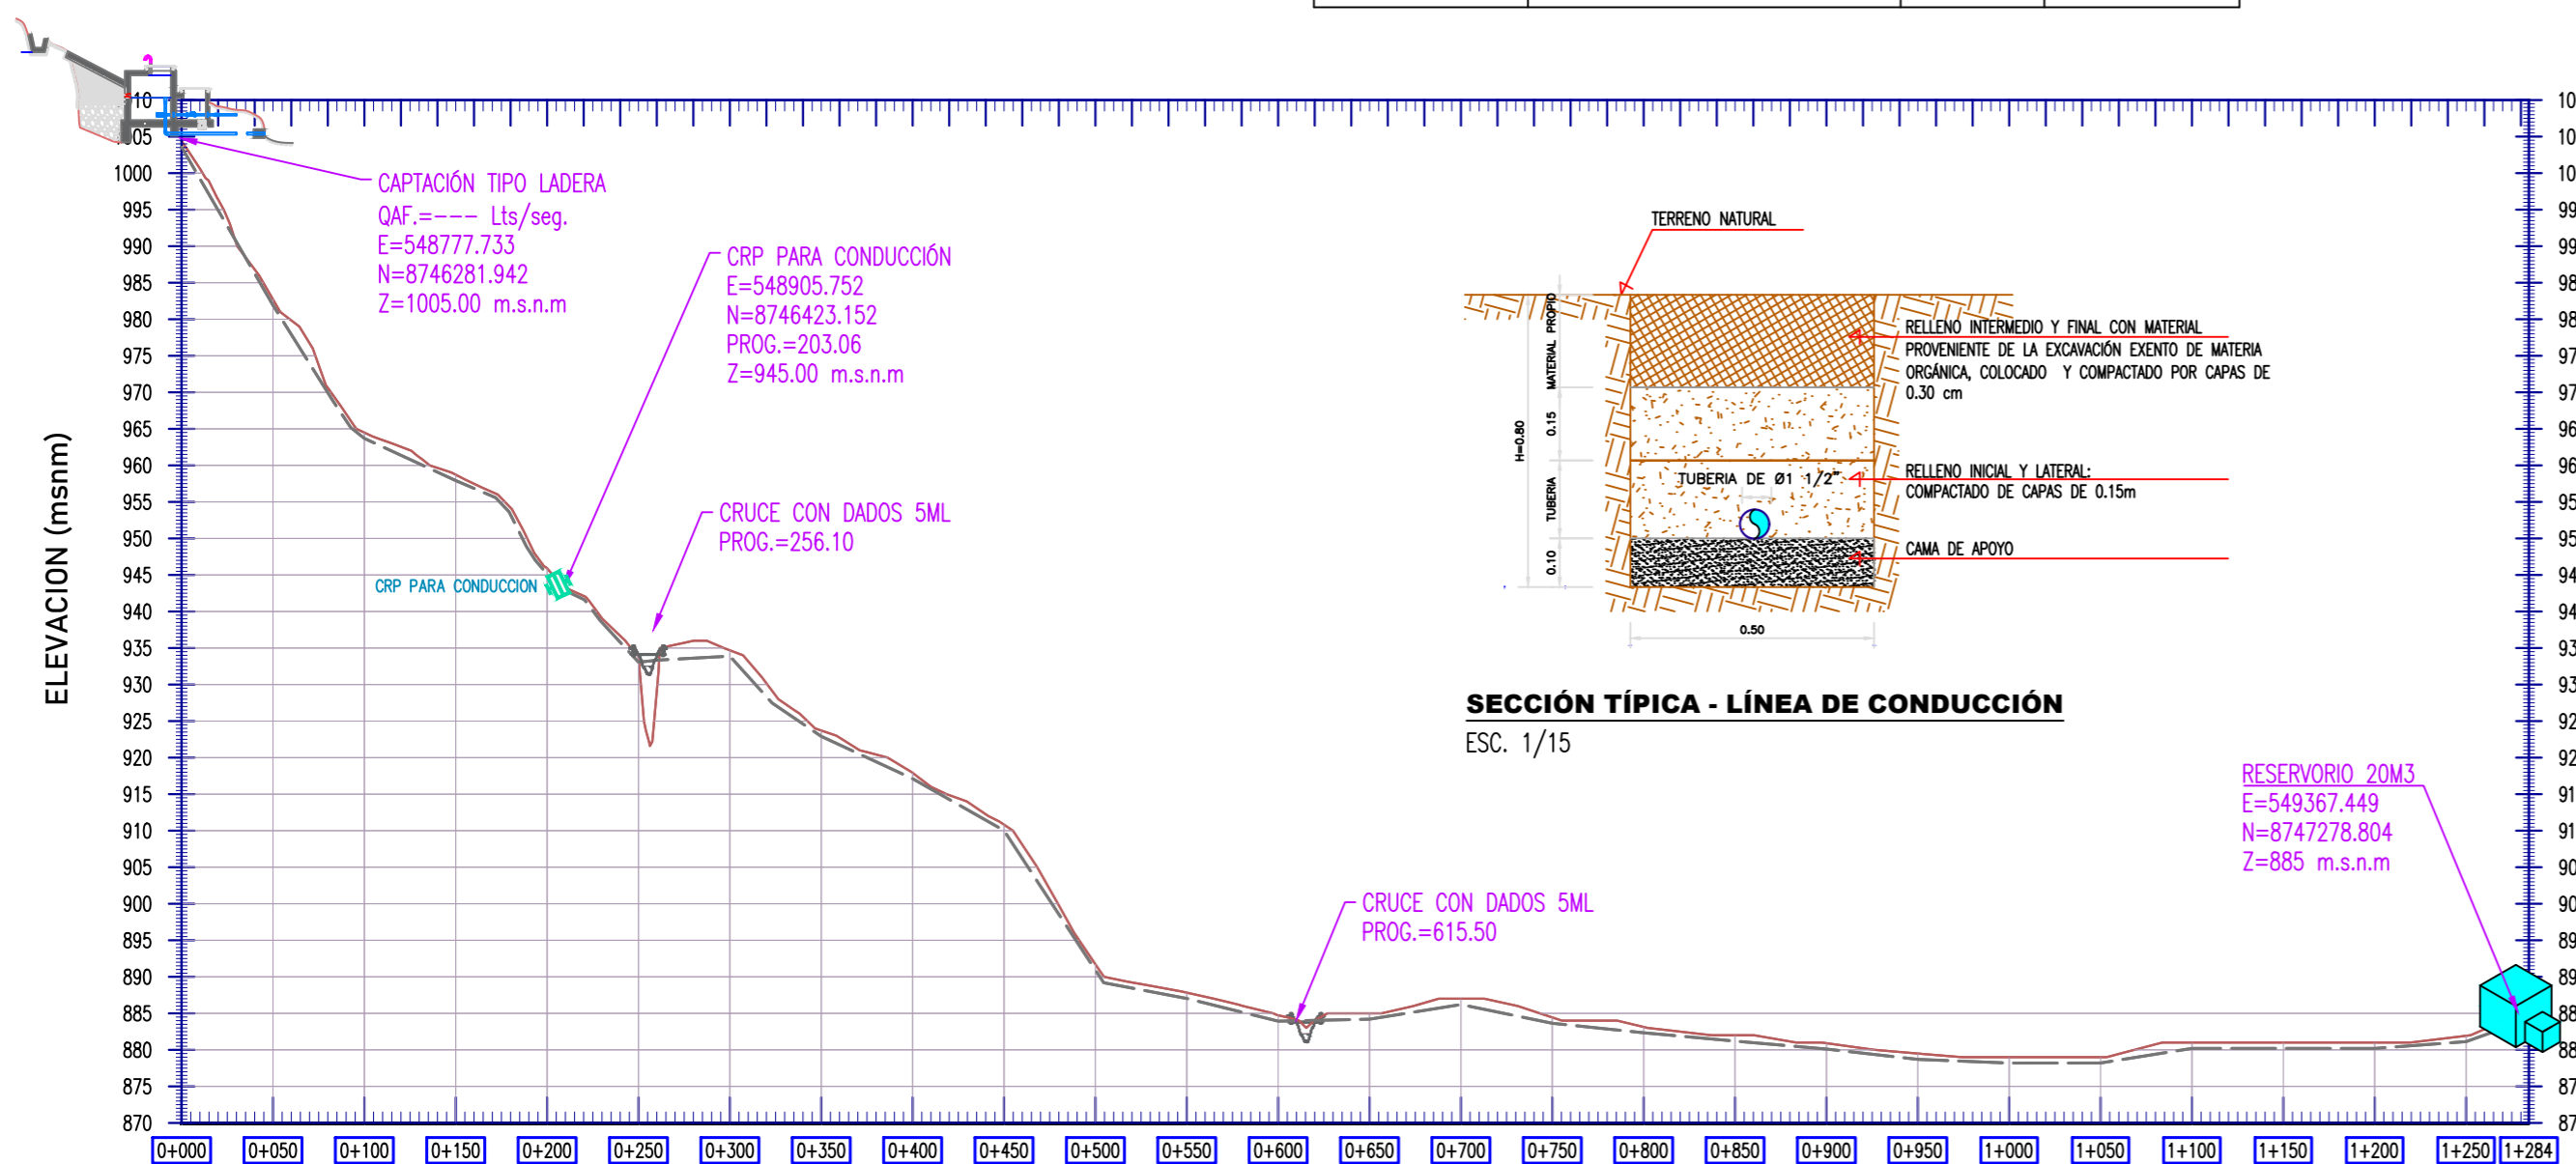 ELEVACION (msnm)
1000
995
990
985
980
975
970
965
960
955
950
945
940
935
930
925
920
915
910
905
900
895
890
885
880
875
870
CAPTACIÓN TIPO LADERA
QAF.=--- Lts/seg.
E=548777.733
N=8746281.942
Z=1005.00 m.s.n.m
CRP PARA CONDUCCIÓN
E=548905.752
N=8746423.152
PROG.=203.06
Z=945.00 m.s.n.m
CRUCE CON DADOS 5ML
PROG.=256.10
CRP PARA CONDUCCION
TERRENO NATURAL
RELLENO INTERMEDIO Y FINAL CON MATERIAL
PROVENIENTE DE LA EXCAVACIÓN EXENTO DE MATERIA
ORGÁNICA, COLOCADO Y COMPACTADO POR CAPAS DE
0.30 cm
MATERIAL PROPIO
0.15
H=0.80
TUBERIA
0.10
TUBERIA DE Ø1 1/2"
RELLENO INICIAL Y LATERAL:
COMPACTADO DE CAPAS DE 0.15m
CAMA DE APOYO
0.50
SECCIÓN TÍPICA - LÍNEA DE CONDUCCIÓN
ESC. 1/15
RESERVORIO 20M3
E=549367.449
N=8747278.804
Z=885 m.s.n.m
CRUCE CON DADOS 5ML
PROG.=615.50
0+000 0+050 0+100 0+150 0+200 0+250 0+300 0+350 0+400 0+450 0+500 0+550 0+600 0+650 0+700 0+750 0+800 0+850 0+900 0+950 1+000 1+050 1+100 1+150 1+200 1+250 1+284